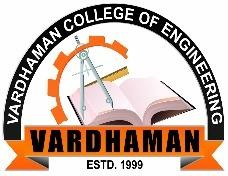 VARDHAMAN COLLEGE OF ENGINEERING
VARDHAMAN
ESTD. 1999